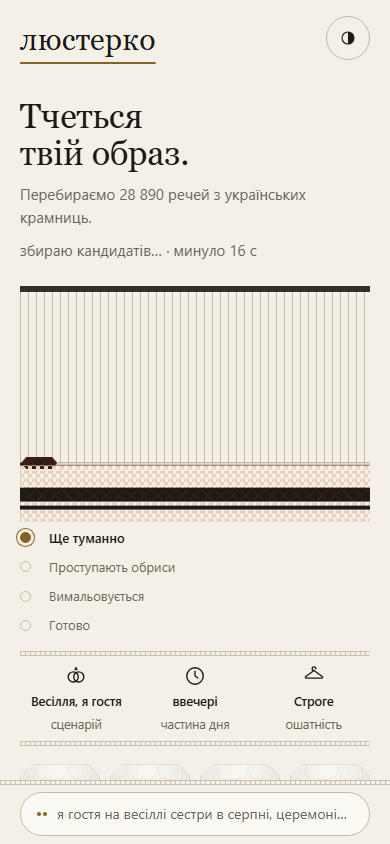 люстерко
Тчеться
твій образ.
Перебираємо 28 890 речей з українських
крамниць.
збираю кандидатів... · минуло 16 с
Ще туманно
Проступають обриси
Вимальовується
Готово
Весілля, я гостя
ввечері
Строге
сценарій
частина дня
ошатність
я гостя на весіллі сестри в серпні, церемоні...